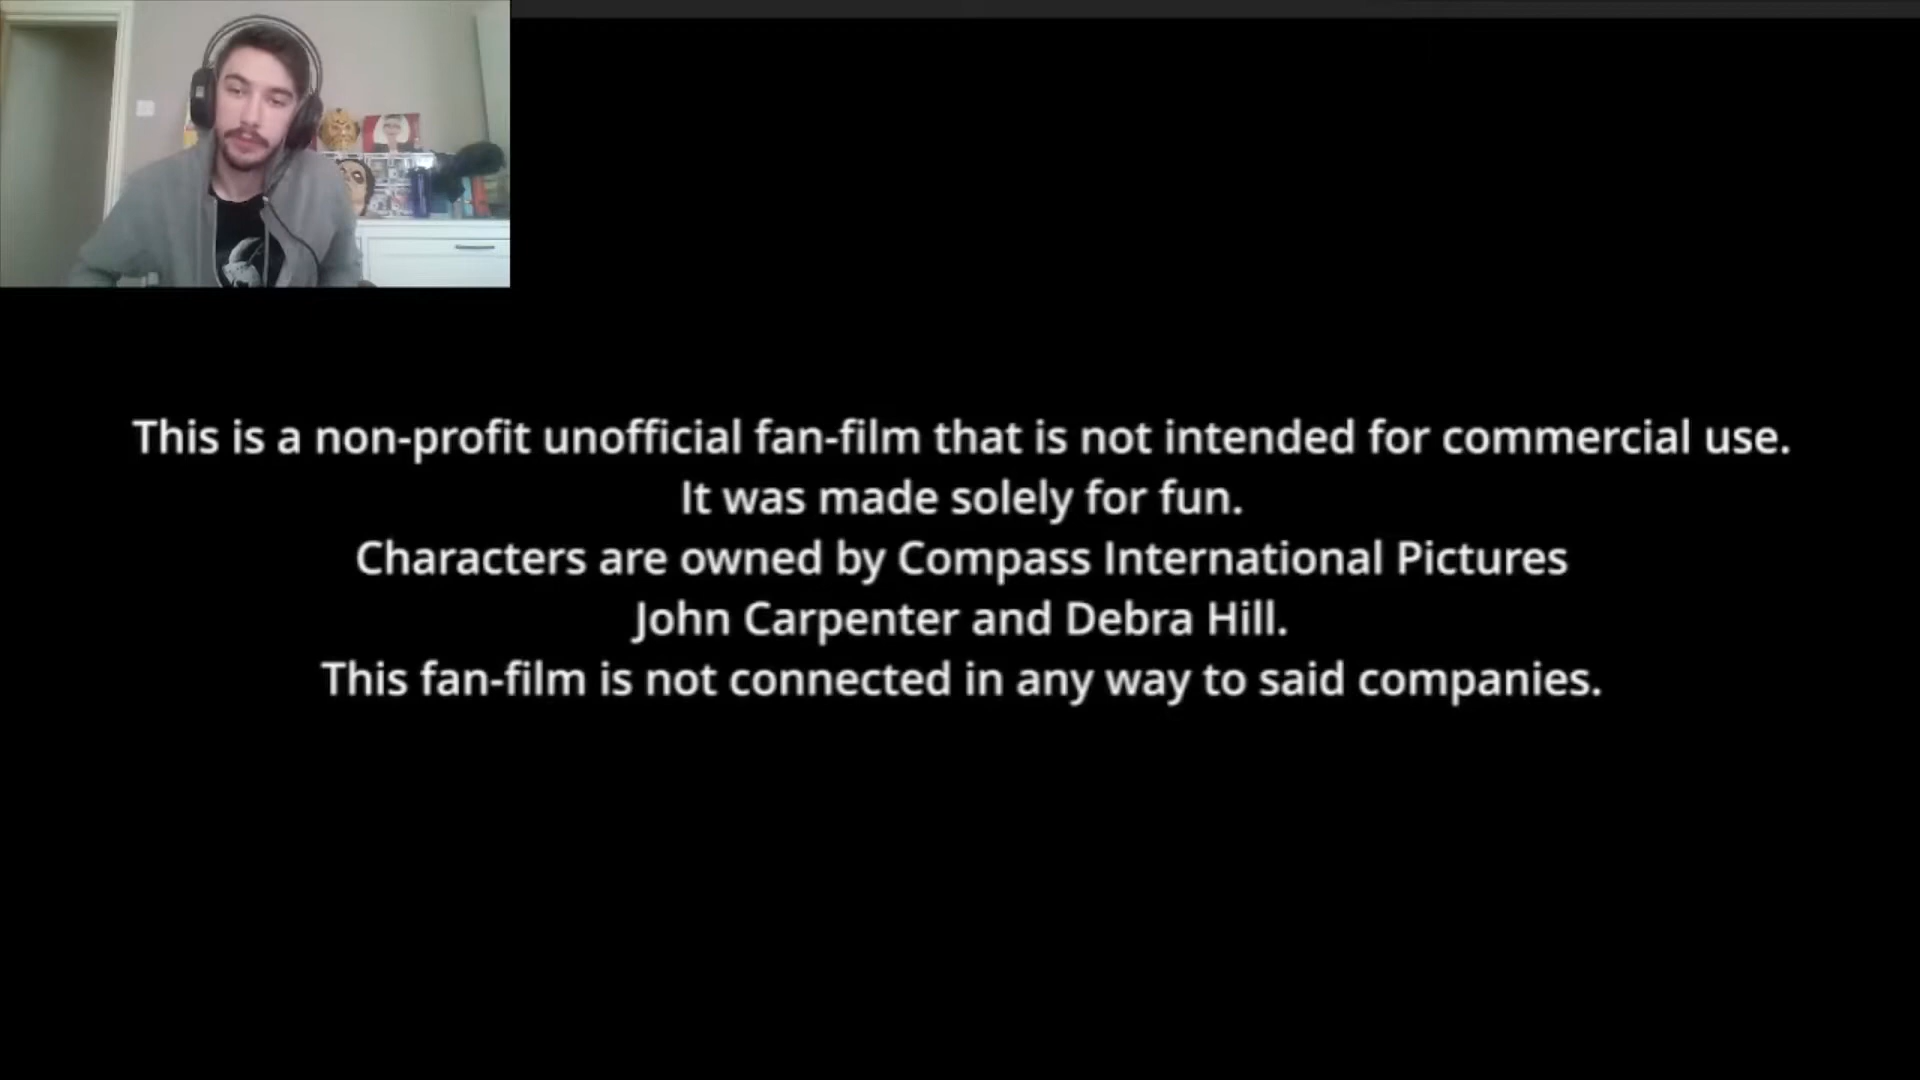 This is a non-profit unofficial fan-film that is not intended for commercial use.
It was made solely for fun.
Characters are owned by Compass International Pictures
John Carpenter and Debra Hill.
This fan-film is not connected in any way to said companies.